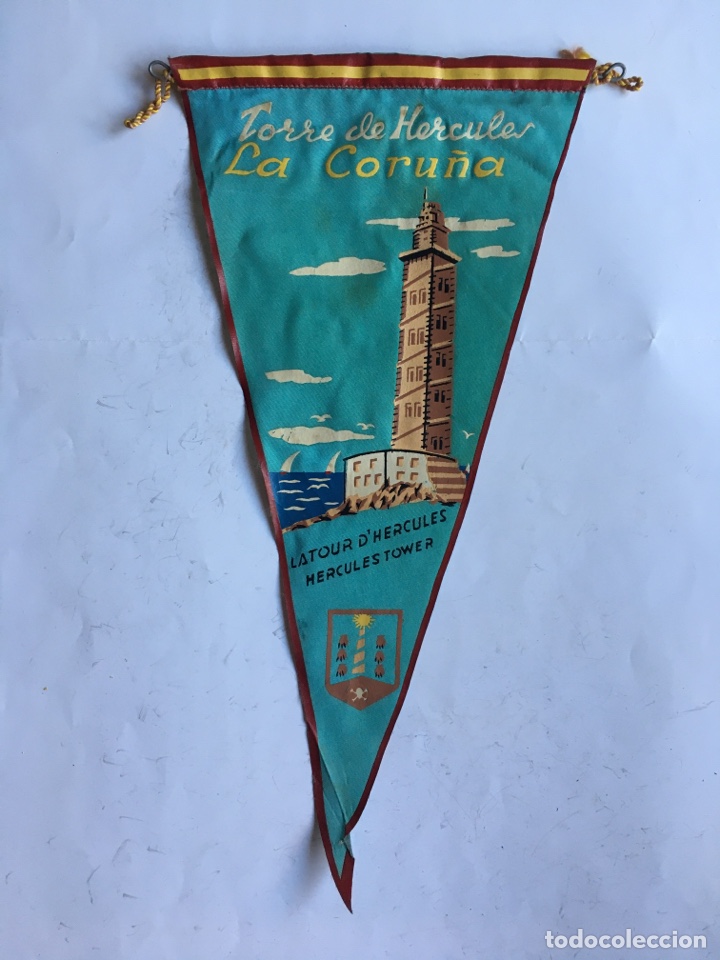 Torre de Hercules
La Coruña
LATOUR D'HERCULES
HERCULES TOWER
todocoleccion